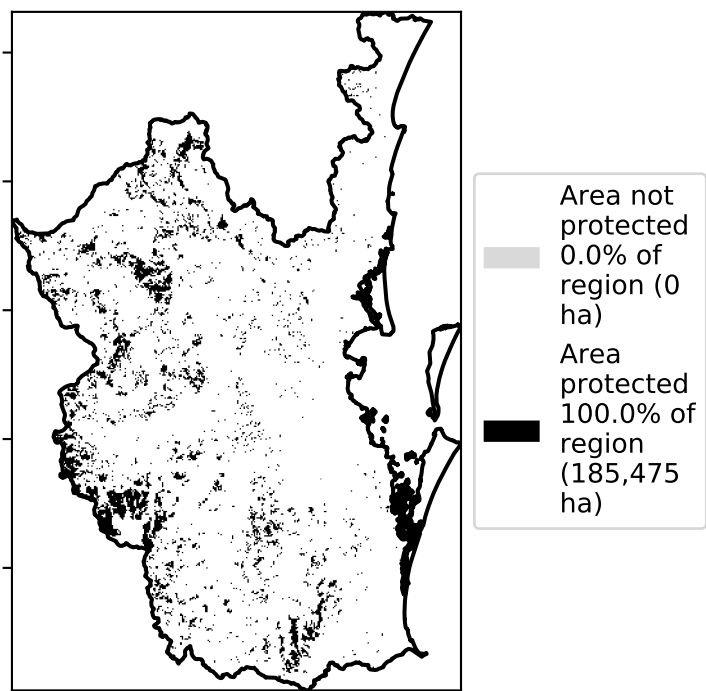 Area not
protected
0.0% of
region (0
ha)
Area
protected
100.0% of
region
(185,475
ha)